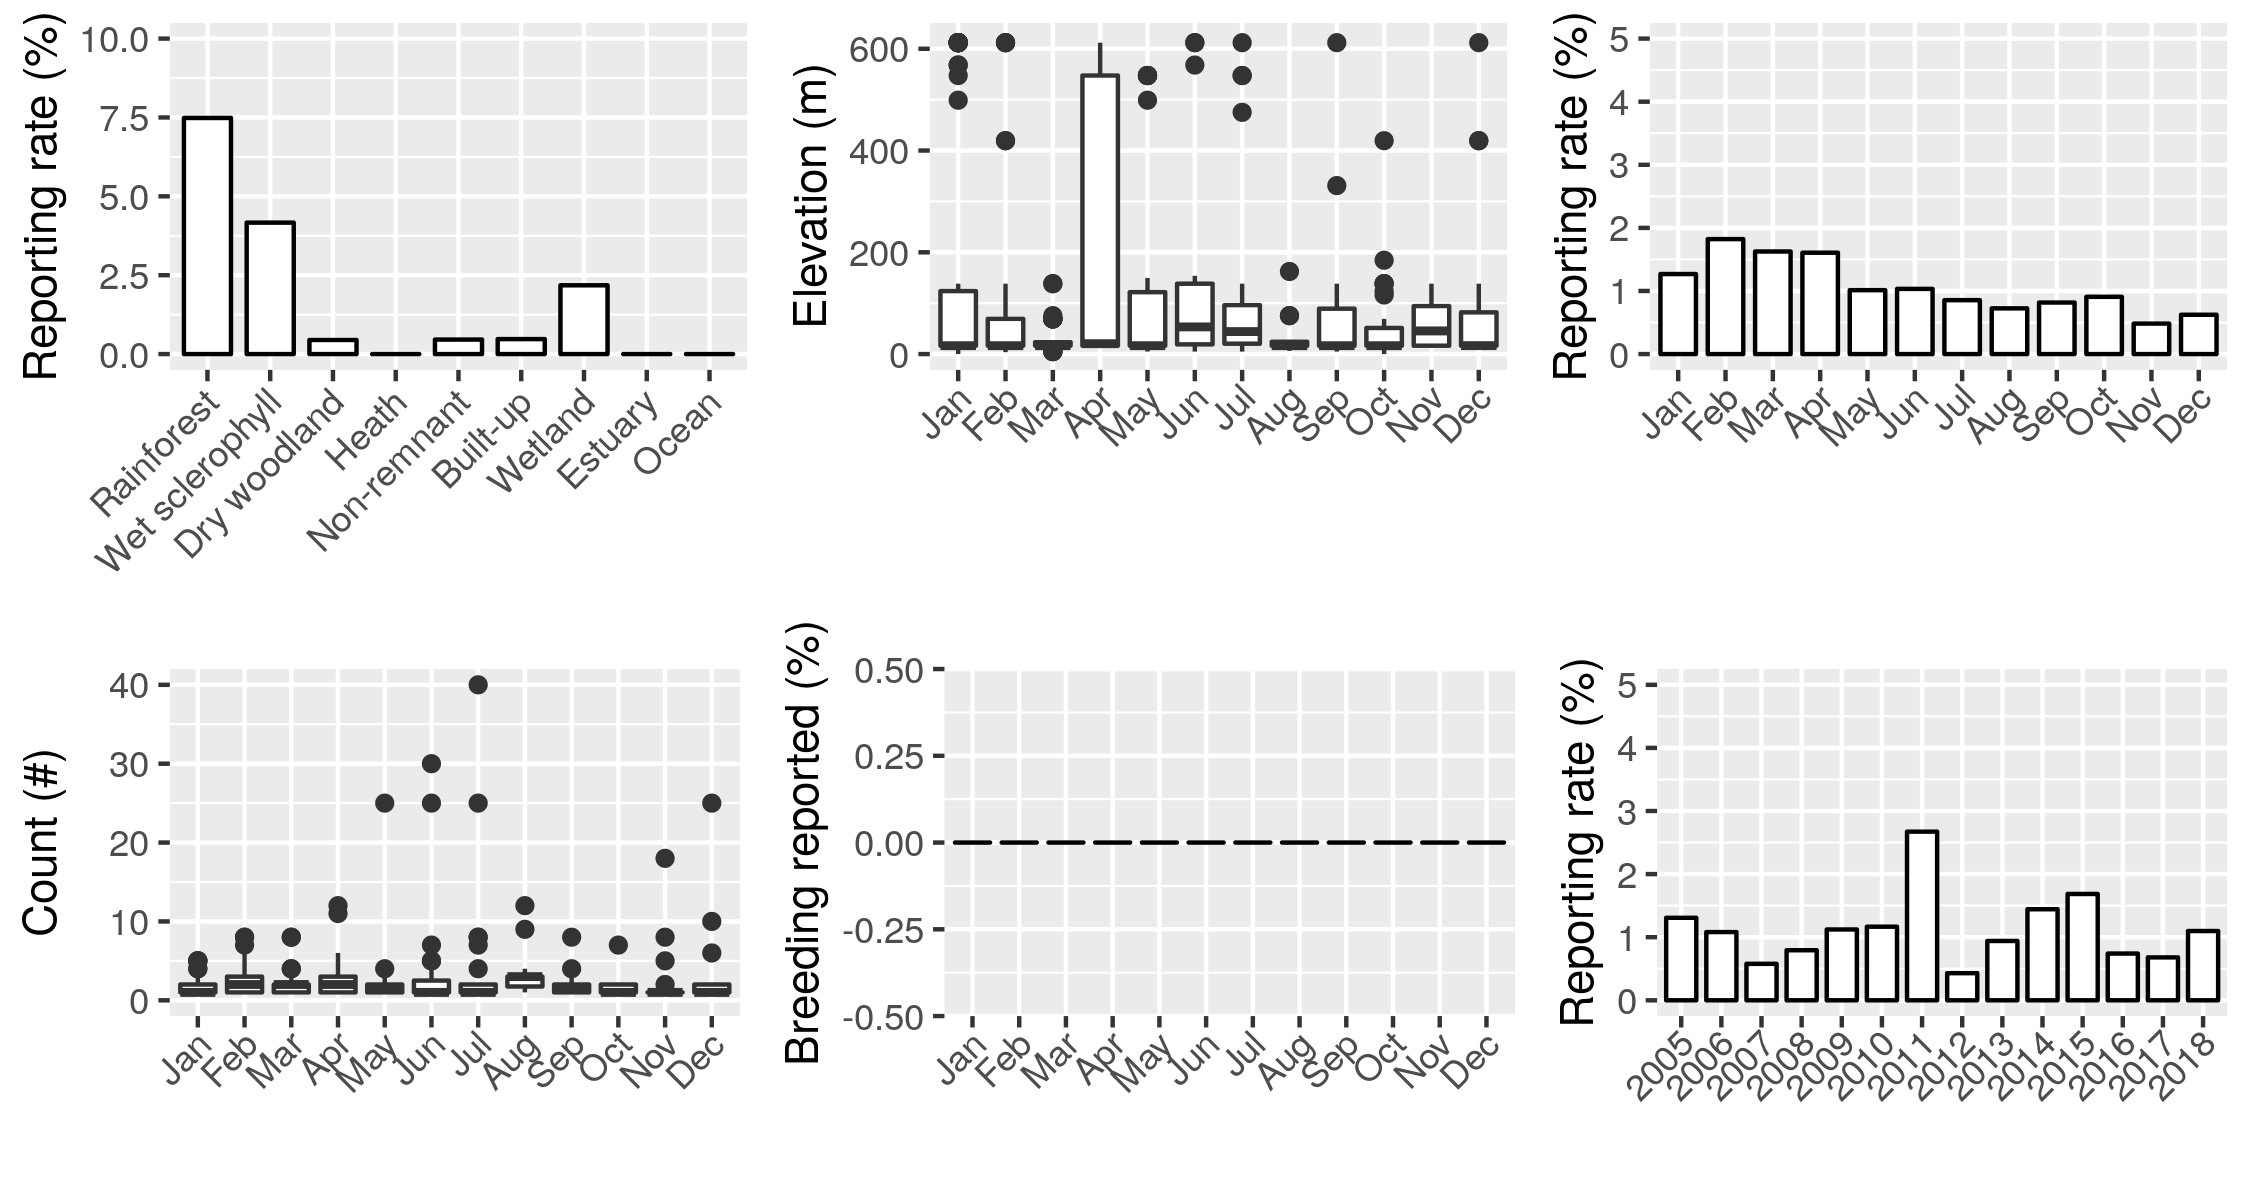 Reporting rate (%)
10.0
7.5
5.0
2.5
0.0
Rainforest
Wet sclerophyll
Dry woodland
Heath
Non-remnant
Built-up
Wetland
Estuary
Ocean
Elevation (m)
600
400
200
0
Jan
Feb
Mar
Apr
May
Jun
Jul
Aug
Sep
Oct
Nov
Dec
Reporting rate (%)
5
4
3
2
1
0
Jan
Feb
Mar
Apr
May
Jun
Jul
Aug
Sep
Oct
Nov
Dec
Count (#)
40
30
20
10
0
Jan
Feb
Mar
Apr
May
Jun
Jul
Aug
Sep
Oct
Nov
Dec
Breeding reported (%)
0.50
0.25
0.00
-0.25
-0.50
Jan
Feb
Mar
Apr
May
Jun
Jul
Aug
Sep
Oct
Nov
Dec
Reporting rate (%)
5
4
3
2
1
0
2005
2006
2007
2008
2009
2010
2011
2012
2013
2014
2015
2016
2017
2018